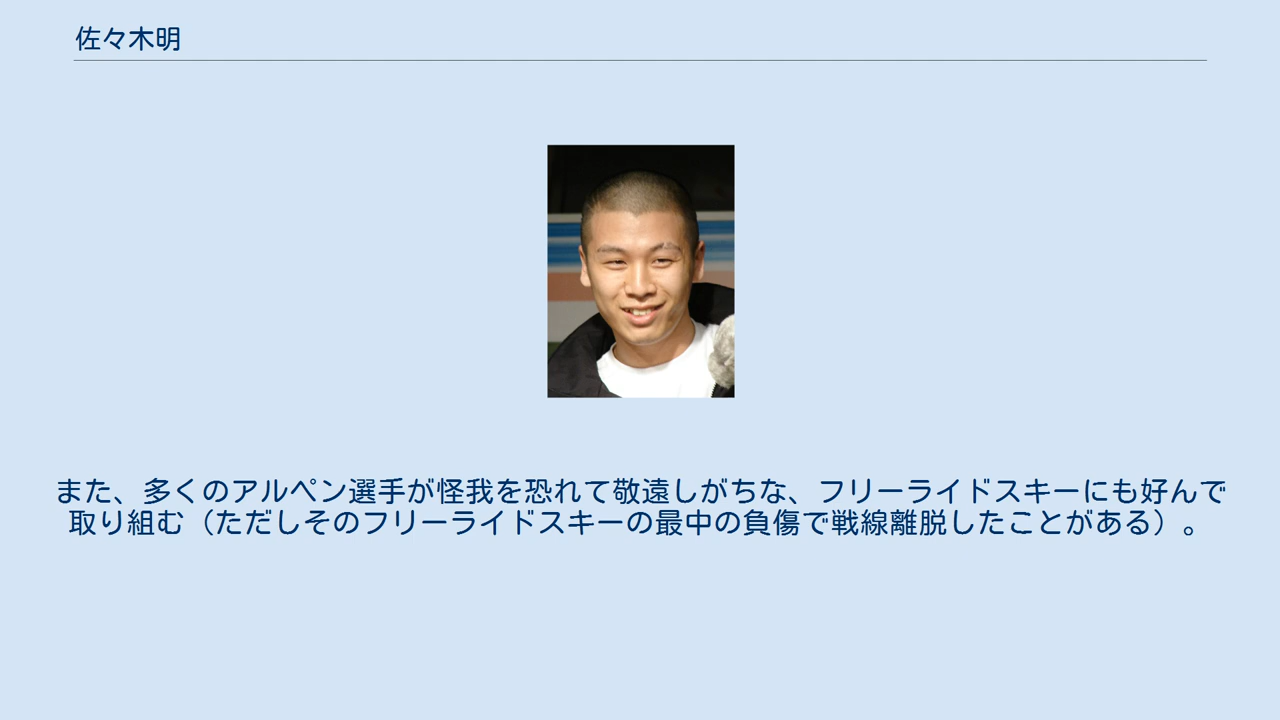 佐々木明
また、多くのアルペン選手が怪我を恐れて敬遠しがちな、フリーライドスキーにも好んで
取り組む（ただしそのフリーライドスキーの最中の負傷で戦線離脱したことがある）。